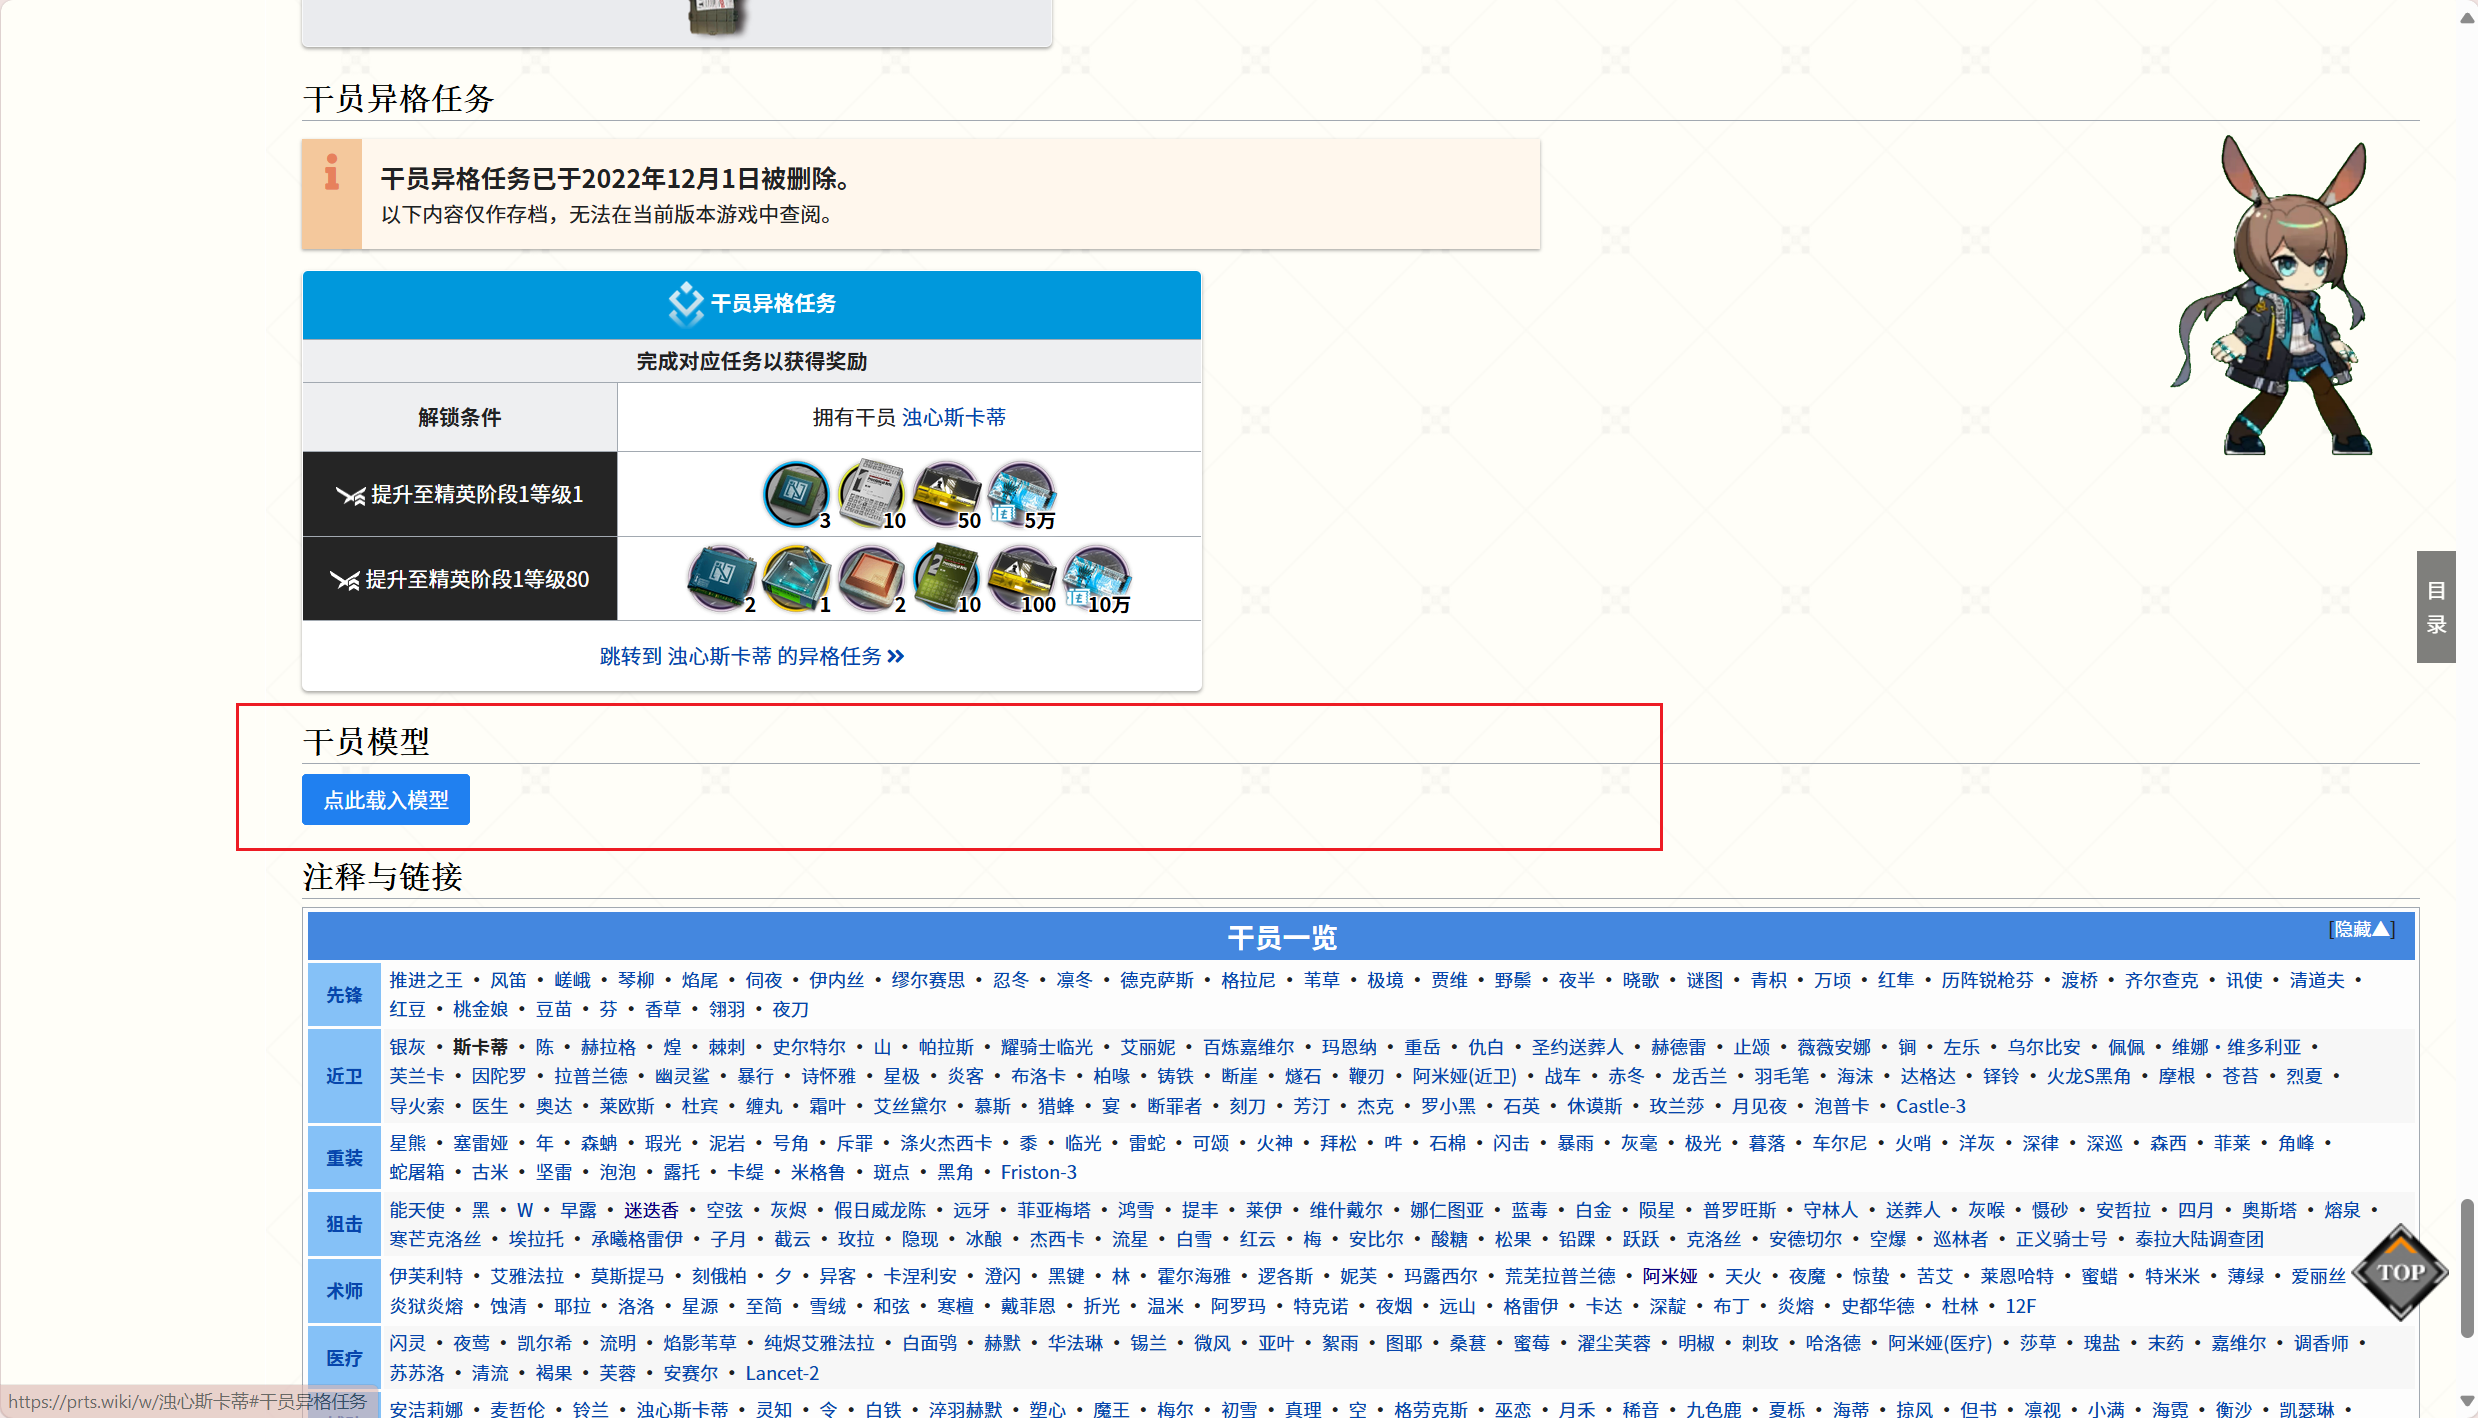 干员异格任务
干员异格任务已于2022年12月1日被删除。
以下内容仅作存档，无法在当前版本游戏中查阅。
干员异格任务
完成对应任务以获得奖励
解锁条件
拥有干员 浊心斯卡蒂
提升至精英阶段1等级1
3 10 50 5万
提升至精英阶段1等级80
2 1 2 10 100 10万
跳转到 浊心斯卡蒂 的异格任务
目录
干员模型
点此载入模型
注释与链接
干员一览
[隐藏▲]
先锋
推进之王 • 风笛 • 嵯峨 • 琴柳 • 焰尾 • 伺夜 • 伊内丝 • 缪尔赛思 • 忍冬 • 凛冬 • 德克萨斯 • 格拉尼 • 苇草 • 极境 • 贾维 • 野鬃 • 夜半 • 晓歌 • 谜图 • 青枳 • 万顷 • 红隼 • 历阵锐枪芬 • 渡桥 • 齐尔查克 • 讯使 • 清道夫 •
红豆 • 桃金娘 • 豆苗 • 芬 • 香草 • 翎羽 • 夜刀
近卫
银灰 • 斯卡蒂 • 陈 • 赫拉格 • 煌 • 棘刺 • 史尔特尔 • 山 • 帕拉斯 • 耀骑士临光 • 艾丽妮 • 百炼嘉维尔 • 玛恩纳 • 重岳 • 仇白 • 圣约送葬人 • 赫德雷 • 止颂 • 薇薇安娜 • 锏 • 左乐 • 乌尔比安 • 佩佩 • 维娜·维多利亚 •
芙兰卡 • 因陀罗 • 拉普兰德 • 幽灵鲨 • 暴行 • 诗怀雅 • 星极 • 炎客 • 布洛卡 • 柏喙 • 铸铁 • 断崖 • 燧石 • 鞭刃 • 阿米娅(近卫) • 战车 • 赤冬 • 龙舌兰 • 羽毛笔 • 海沫 • 达格达 • 铎铃 • 火龙S黑角 • 摩根 • 苍苔 • 烈夏 •
导火索 • 医生 • 奥达 • 莱欧斯 • 杜宾 • 缠丸 • 霜叶 • 艾丝黛尔 • 慕斯 • 猎蜂 • 宴 • 断罪者 • 刻刀 • 芳汀 • 杰克 • 罗小黑 • 石英 • 休谟斯 • 玫兰莎 • 月见夜 • 泡普卡 • Castle-3
重装
星熊 • 塞雷娅 • 年 • 森蚺 • 瑕光 • 泥岩 • 号角 • 斥罪 • 涤火杰西卡 • 黍 • 临光 • 雷蛇 • 可颂 • 火神 • 拜松 • 吽 • 石棉 • 闪击 • 暴雨 • 灰毫 • 极光 • 暮落 • 车尔尼 • 火哨 • 洋灰 • 深律 • 深巡 • 森西 • 菲莱 • 角峰 •
蛇屠箱 • 古米 • 坚雷 • 泡泡 • 露托 • 卡缇 • 米格鲁 • 斑点 • 黑角 • Friston-3
狙击
能天使 • 黑 • W • 早露 • 迷迭香 • 空弦 • 灰烬 • 假日威龙陈 • 远牙 • 菲亚梅塔 • 鸿雪 • 提丰 • 莱伊 • 维什戴尔 • 娜仁图亚 • 蓝毒 • 白金 • 陨星 • 普罗旺斯 • 守林人 • 送葬人 • 灰喉 • 慑砂 • 安哲拉 • 四月 • 奥斯塔 • 熔泉 •
寒芒克洛丝 • 埃拉托 • 承曦格雷伊 • 子月 • 截云 • 玫拉 • 隐现 • 冰酿 • 杰西卡 • 流星 • 白雪 • 红云 • 梅 • 安比尔 • 酸糖 • 松果 • 铅踝 • 跃跃 • 克洛丝 • 安德切尔 • 空爆 • 巡林者 • 正义骑士号 • 泰拉大陆调查团
TOP
术师
伊芙利特 • 艾雅法拉 • 莫斯提马 • 刻俄柏 • 夕 • 异客 • 卡涅利安 • 澄闪 • 黑键 • 林 • 霍尔海雅 • 逻各斯 • 妮芙 • 玛露西尔 • 荒芜拉普兰德 • 阿米娅 • 天火 • 夜魔 • 惊蛰 • 苦艾 • 莱恩哈特 • 蜜蜡 • 特米米 • 薄绿 • 爱丽丝
炎狱炎熔 • 蚀清 • 耶拉 • 洛洛 • 星源 • 至简 • 雪绒 • 和弦 • 寒檀 • 戴菲恩 • 折光 • 温米 • 阿罗玛 • 特克诺 • 夜烟 • 远山 • 格雷伊 • 卡达 • 深靛 • 布丁 • 炎熔 • 史都华德 • 杜林 • 12F
医疗
闪灵 • 夜莺 • 凯尔希 • 流明 • 焰影苇草 • 纯烬艾雅法拉 • 白面鸮 • 赫默 • 华法琳 • 锡兰 • 微风 • 亚叶 • 絮雨 • 图耶 • 桑葚 • 蜜莓 • 濯尘芙蓉 • 明椒 • 刺玫 • 哈洛德 • 阿米娅(医疗) • 莎草 • 瑰盐 • 末药 • 嘉维尔 • 调香师 •
苏苏洛 • 清流 • 褐果 • 芙蓉 • 安赛尔 • Lancet-2
安洁莉娜 • 麦哲伦 • 铃兰 • 浊心斯卡蒂 • 灵知 • 令 • 白铁 • 淬羽赫默 • 塑心 • 魔王 • 梅尔 • 初雪 • 真理 • 空 • 格劳克斯 • 巫恋 • 月禾 • 稀音 • 九色鹿 • 夏栎 • 海蒂 • 掠风 • 但书 • 凛视 • 小满 • 海霓 • 衡沙 • 凯瑟琳 •
https://prts.wiki/w/浊心斯卡蒂#干员异格任务